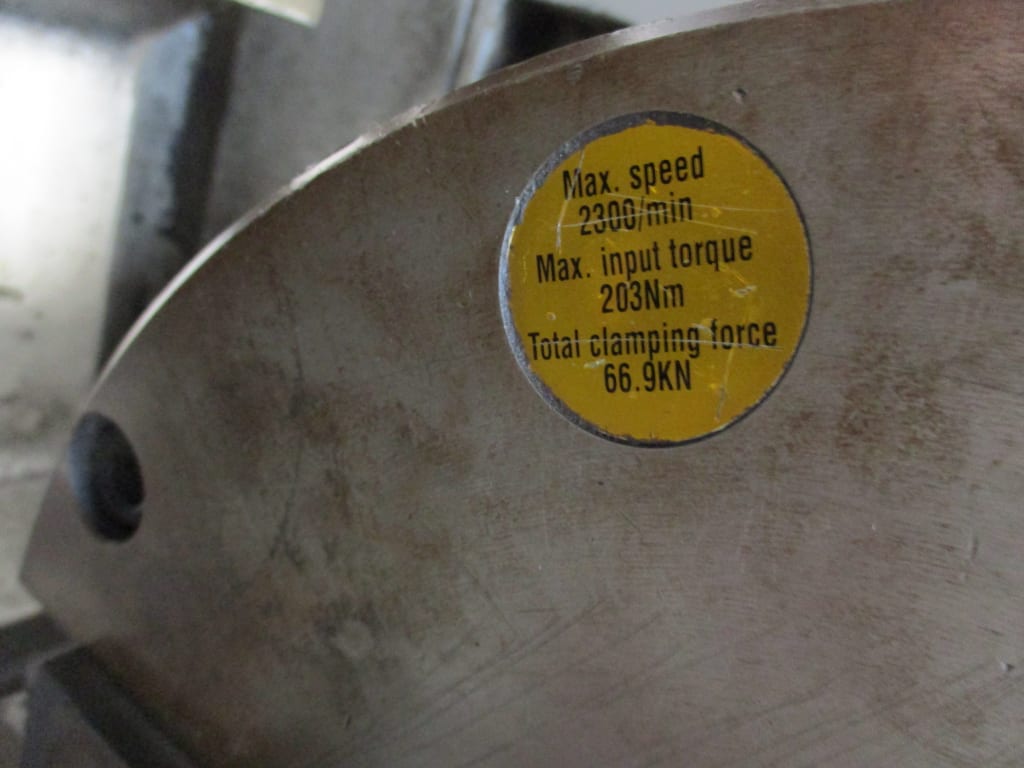 Max. speed
2300/min
Max. input torque
203Nm
Total clamping force
66.9KN